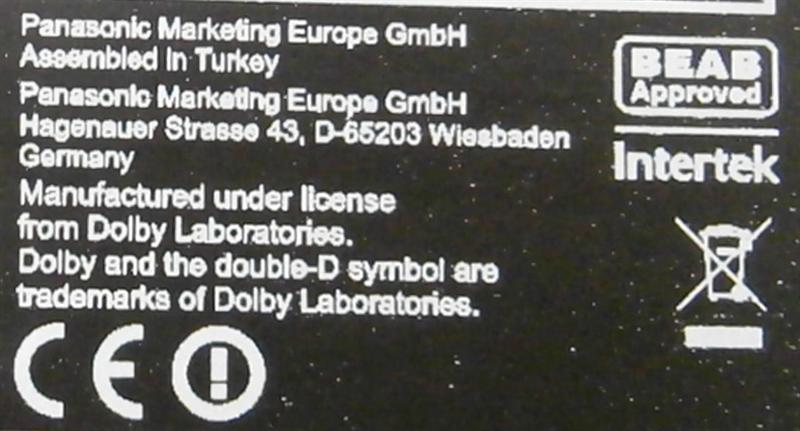 Panasonic Marketing Europe GmbH
Assembled In Turkey
Panasonic Marketing Europe GmbH
Hagenauer Strasse 43, D-65203 Wiesbaden
Germany
Manufactured under license
from Dolby Laboratories.
Dolby and the double-D symbol are
trademarks of Dolby Laboratories.
CE
BEAB
Approved
Intertek